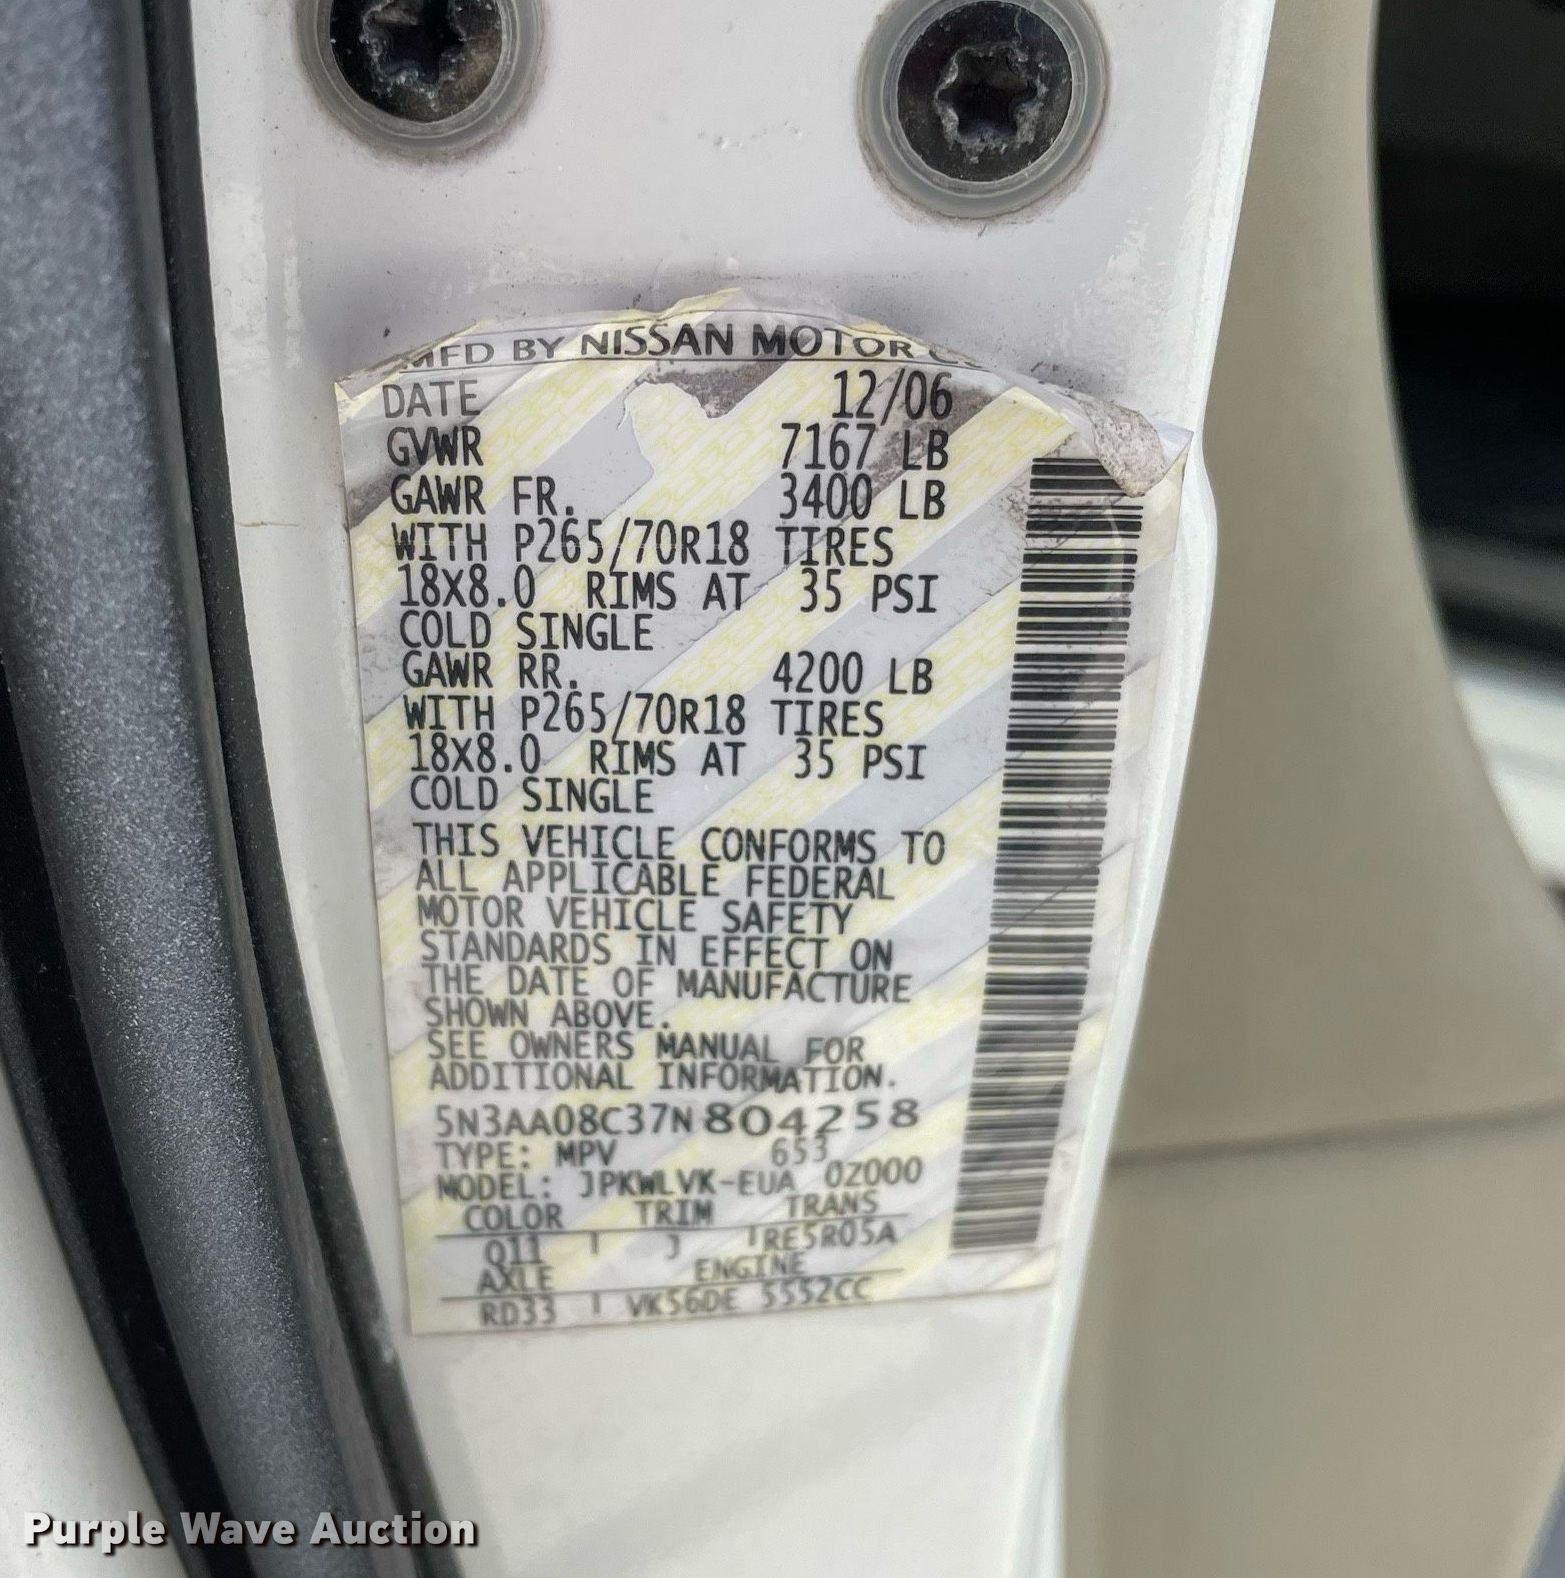 MFD BY NISSAN MOTOR
DATE 12/06
GVWR 7167 LB
GAWR FR. 3400 LB
WITH P265/70R18 TIRES
18X8.0 RIMS AT 35 PSI
COLD SINGLE
GAWR RR. 4200 LB
WITH P265/70R18 TIRES
18X8.0 RIMS AT 35 PSI
COLD SINGLE
THIS VEHICLE CONFORMS TO
ALL APPLICABLE FEDERAL
MOTOR VEHICLE SAFETY
STANDARDS IN EFFECT ON
THE DATE OF MANUFACTURE
SHOWN ABOVE.
SEE OWNERS MANUAL FOR
ADDITIONAL INFORMATION.
5N3AA08C37N804258
TYPE: MPV 653
MODEL: JPKWLVK-EUA 0Z000
COLOR TRIM TRANS
Q11 J RE5R05A
AXLE ENGINE
RD33 VK56DE 5552CC
Purple Wave Auction